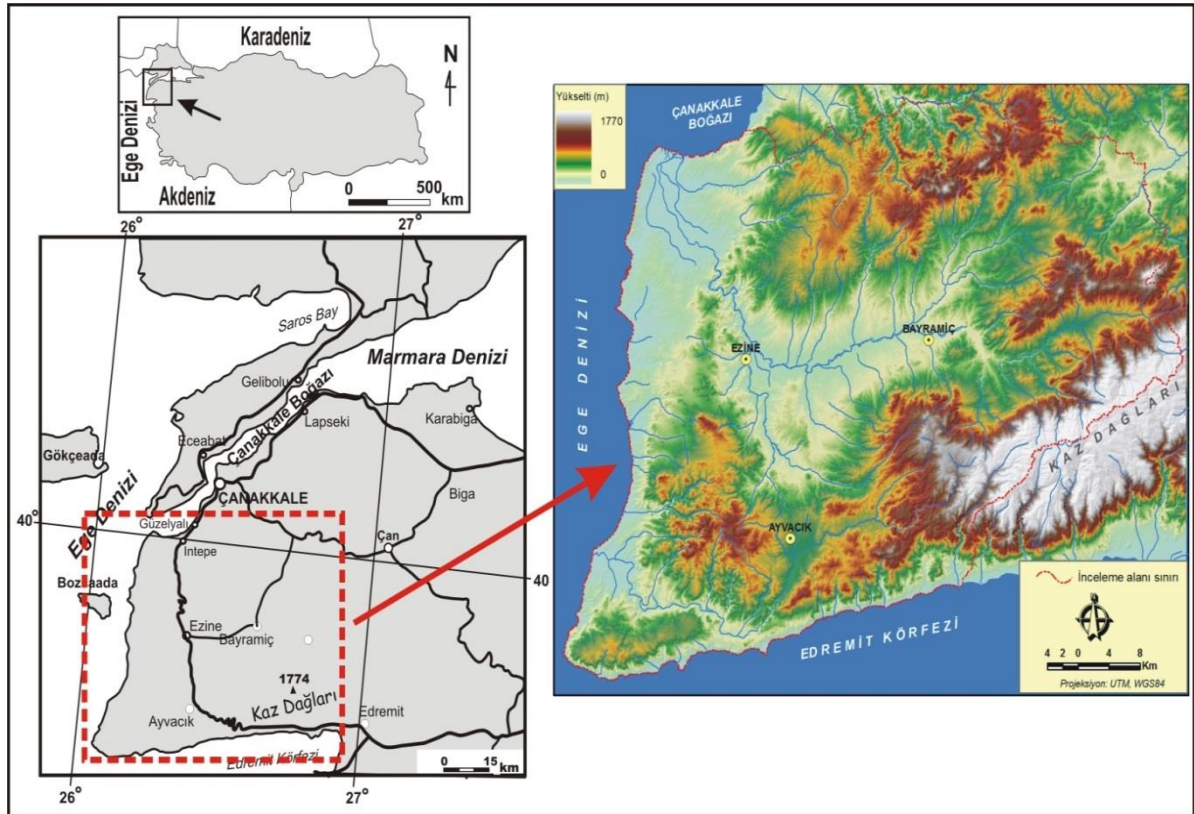 Karadeniz
N
Ege Denizi
Akdeniz
0 500
km
26°
27°
Saros Bay
Marmara Denizi
Gelibolu
Çanakkale Boğazı
Lapseki
Karabiga
Eceabat
Gökçeada
ÇANAKKALE
Biga
Ege Denizi
40°
Güzelyalı
Çan
İntepe
40
Bozcaada
Ezine
Bayramiç
1774
Kaz Dağları
Ayvacık
Edremit
Edremit Körfezi
0 15
km
26°
27°
Yükselti (m)
1770
0
ÇANAKKALE
BOĞAZI
EGE DENİZİ
BAYRAMİÇ
EZİNE
KAZ DAĞLARI
AYVACIK
EDREMİT KÖRFEZİ
İnceleme alanı sınırı
4 2 0 4 8
Km
Projeksiyon: UTM, WGS84